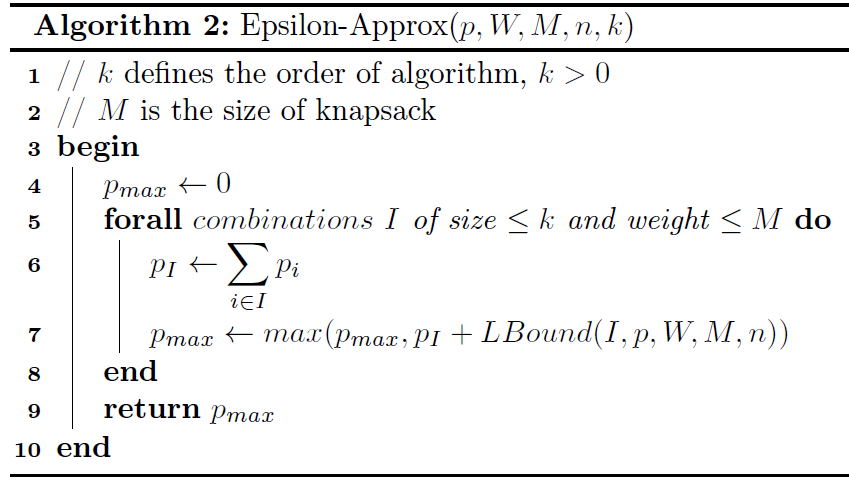 Algorithm 2: Epsilon-Approx(p, W, M, n, k)
1 // k defines the order of algorithm, k > 0
2 // M is the size of knapsack
3 begin
4 p_max ← 0
5 forall combinations I of size ≤ k and weight ≤ M do
6 p_I ← ∑_{i∈I} p_i
7 p_max ← max(p_max, p_I + LBound(I, p, W, M, n))
8 end
9 return p_max
10 end